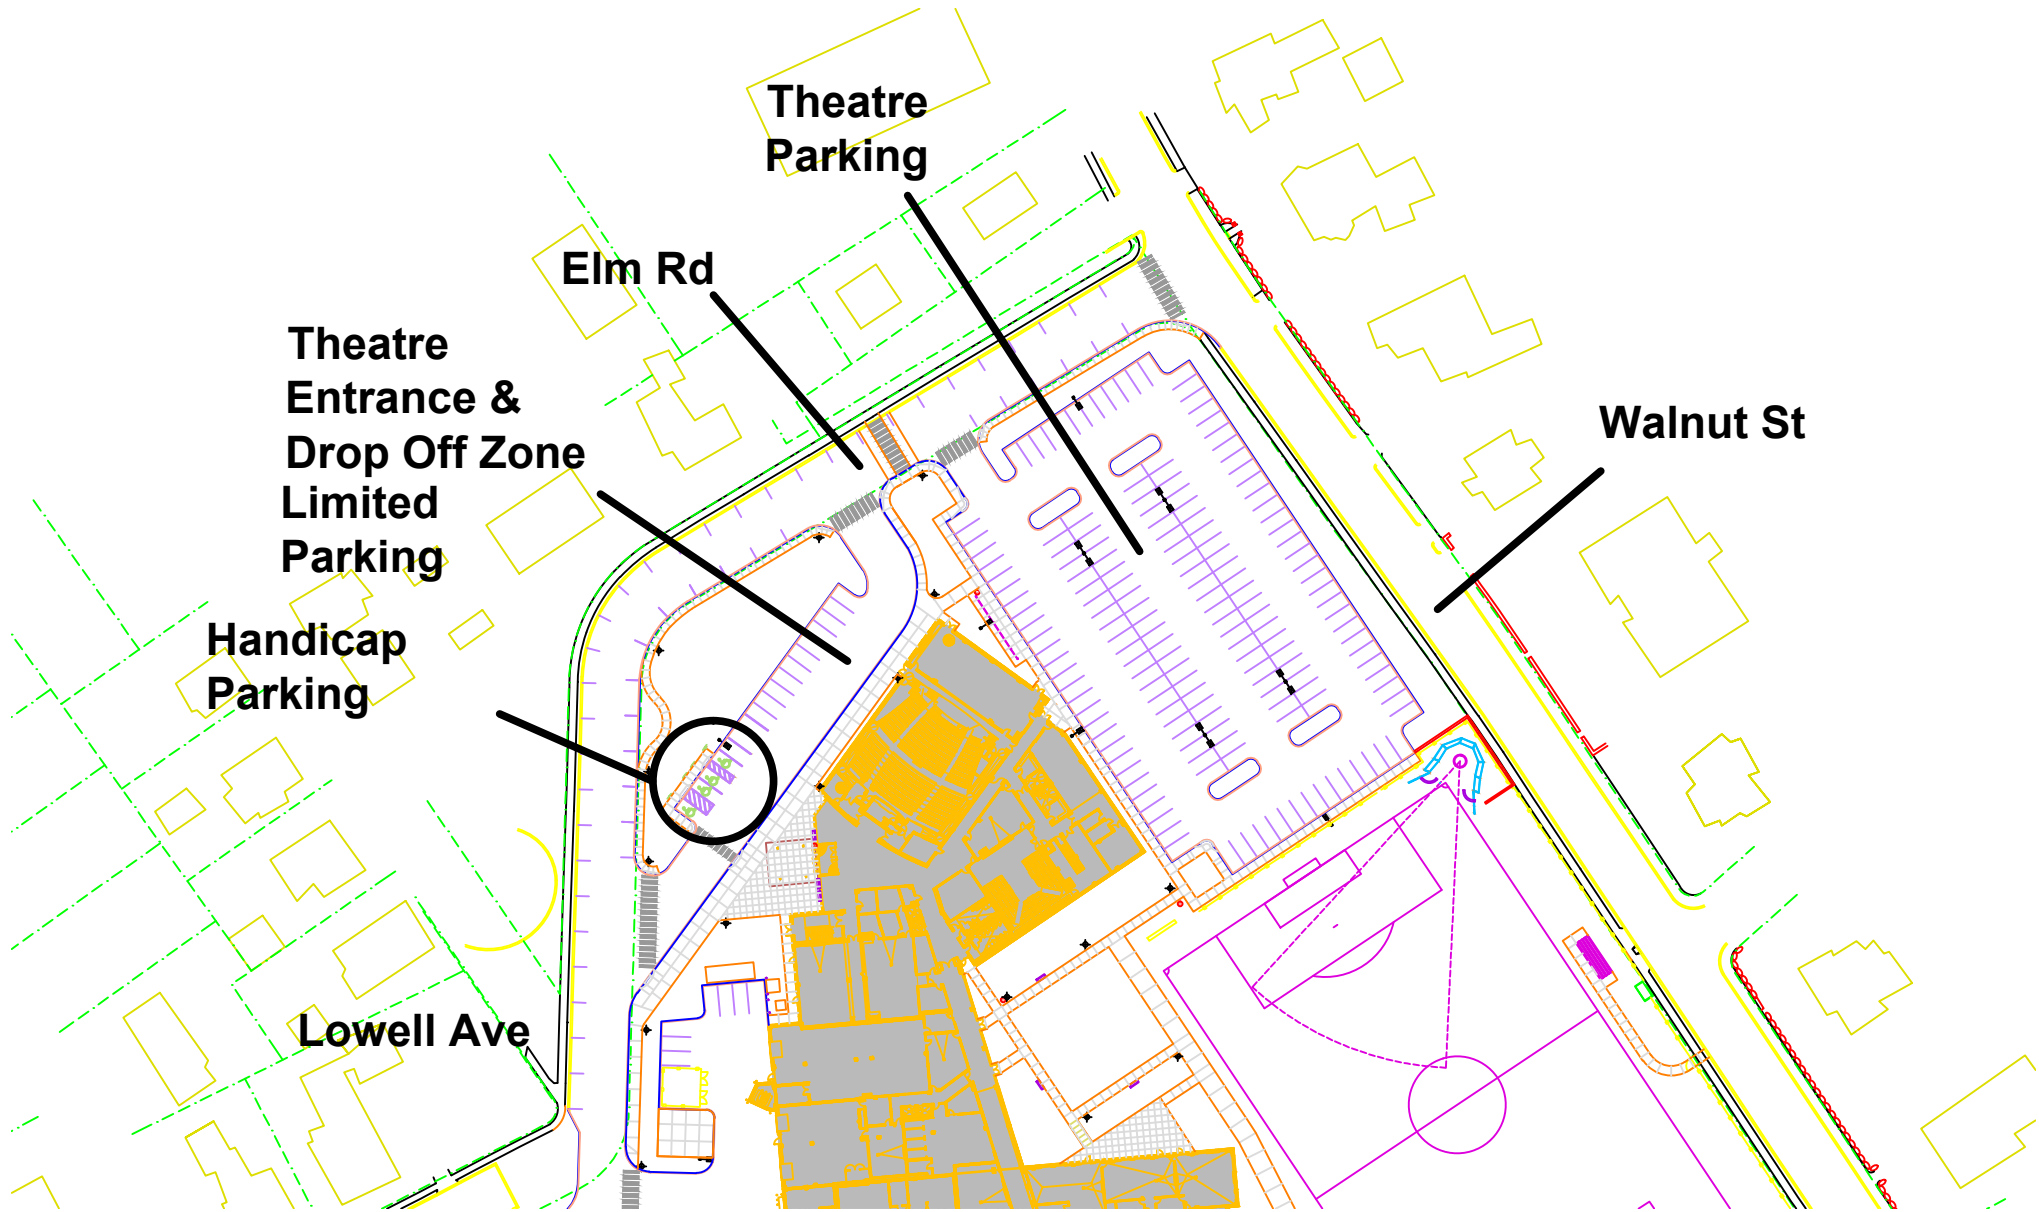 Theatre
Parking
Elm Rd
Theatre
Entrance &
Drop Off Zone
Limited
Parking
Walnut St
Handicap
Parking
Lowell Ave